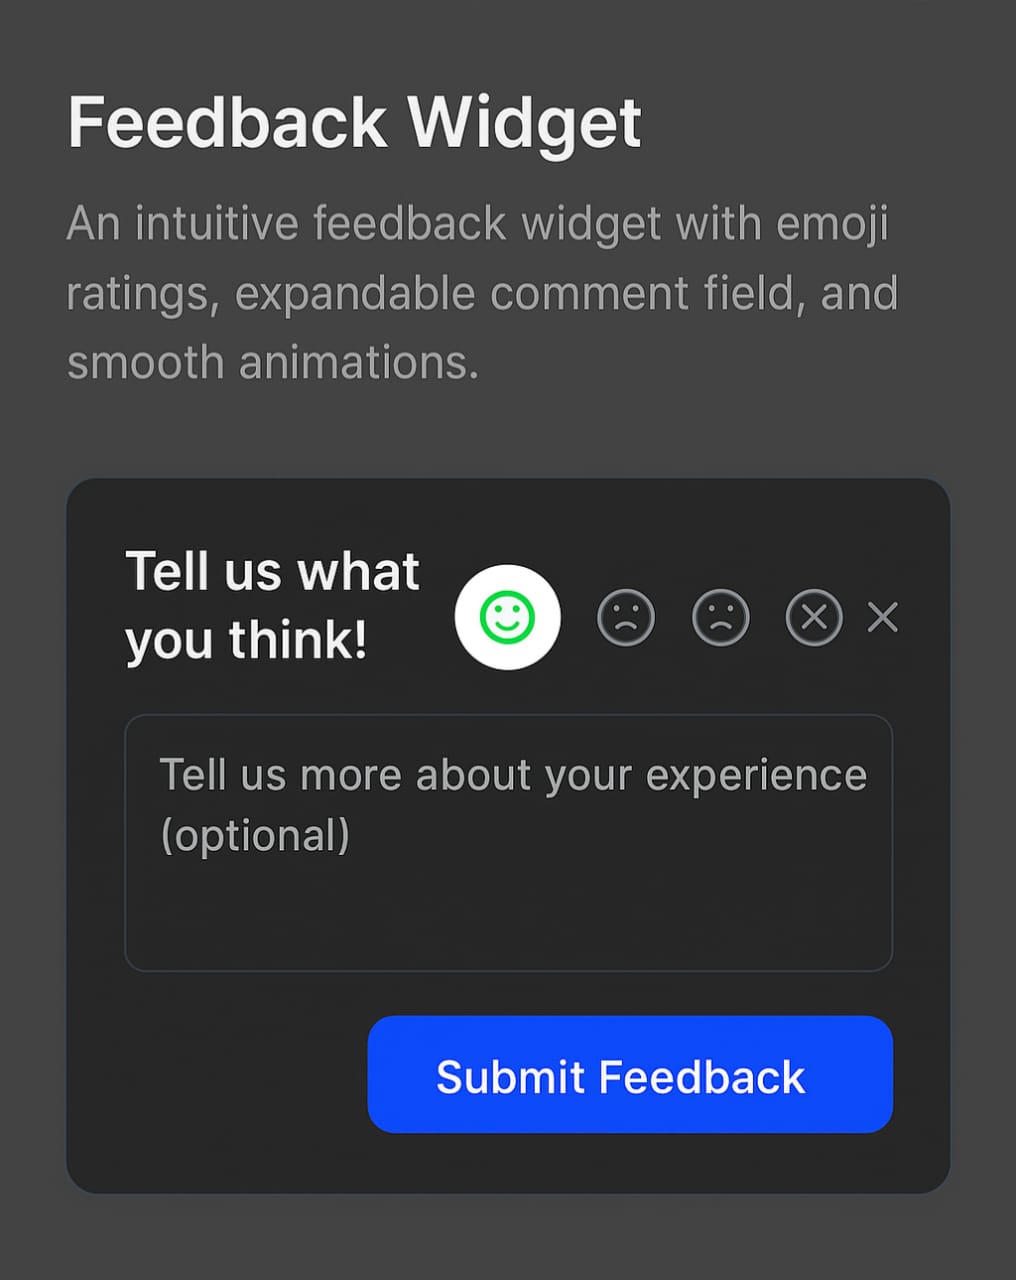 Feedback Widget
An intuitive feedback widget with emoji
ratings, expandable comment field, and
smooth animations.
Tell us what
you think!
Tell us more about your experience
(optional)
Submit Feedback